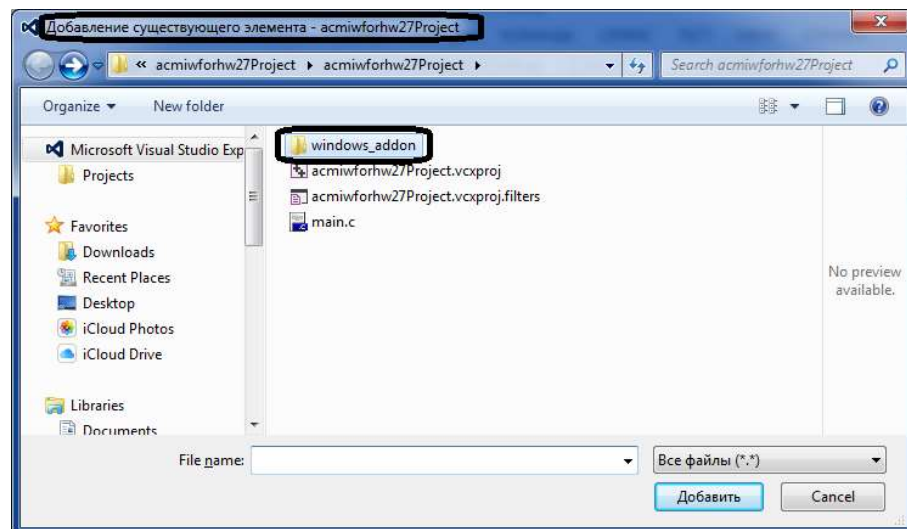 Добавление существующего элемента - acmiwforhw27Project
« acmiwforhw27Project ▸ acmiwforhw27Project ▸
Search acmiwforhw27Project
Organize ▾ New folder
Microsoft Visual Studio Exp
Projects
Favorites
Downloads
Recent Places
Desktop
iCloud Photos
iCloud Drive
Libraries
Documents
windows_addon
acmiwforhw27Project.vcxproj
acmiwforhw27Project.vcxproj.filters
main.c
No preview
available.
File name:
Все файлы (*.*)
Добавить Cancel